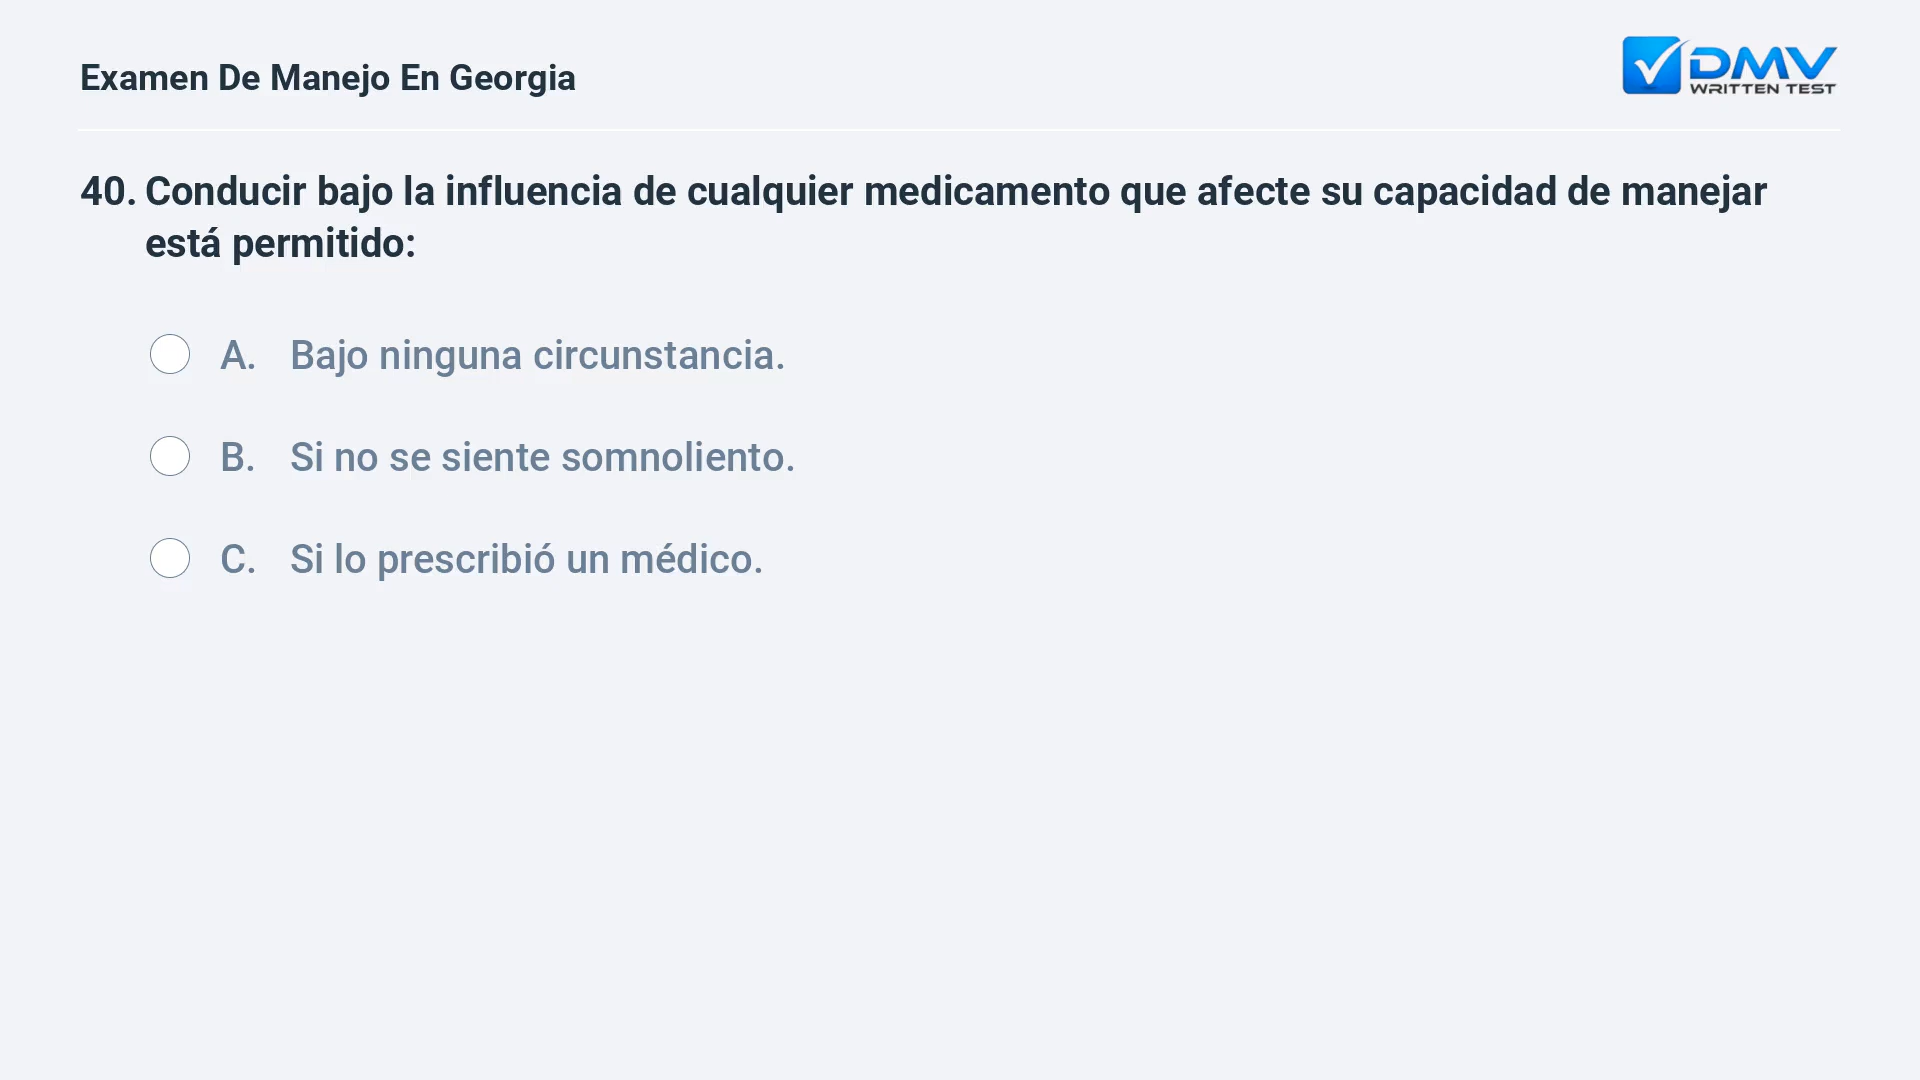 Examen De Manejo En Georgia
DMV
WRITTEN TEST
40. Conducir bajo la influencia de cualquier medicamento que afecte su capacidad de manejar
está permitido:
A. Bajo ninguna circunstancia.
B. Si no se siente somnoliento.
C. Si lo prescribió un médico.